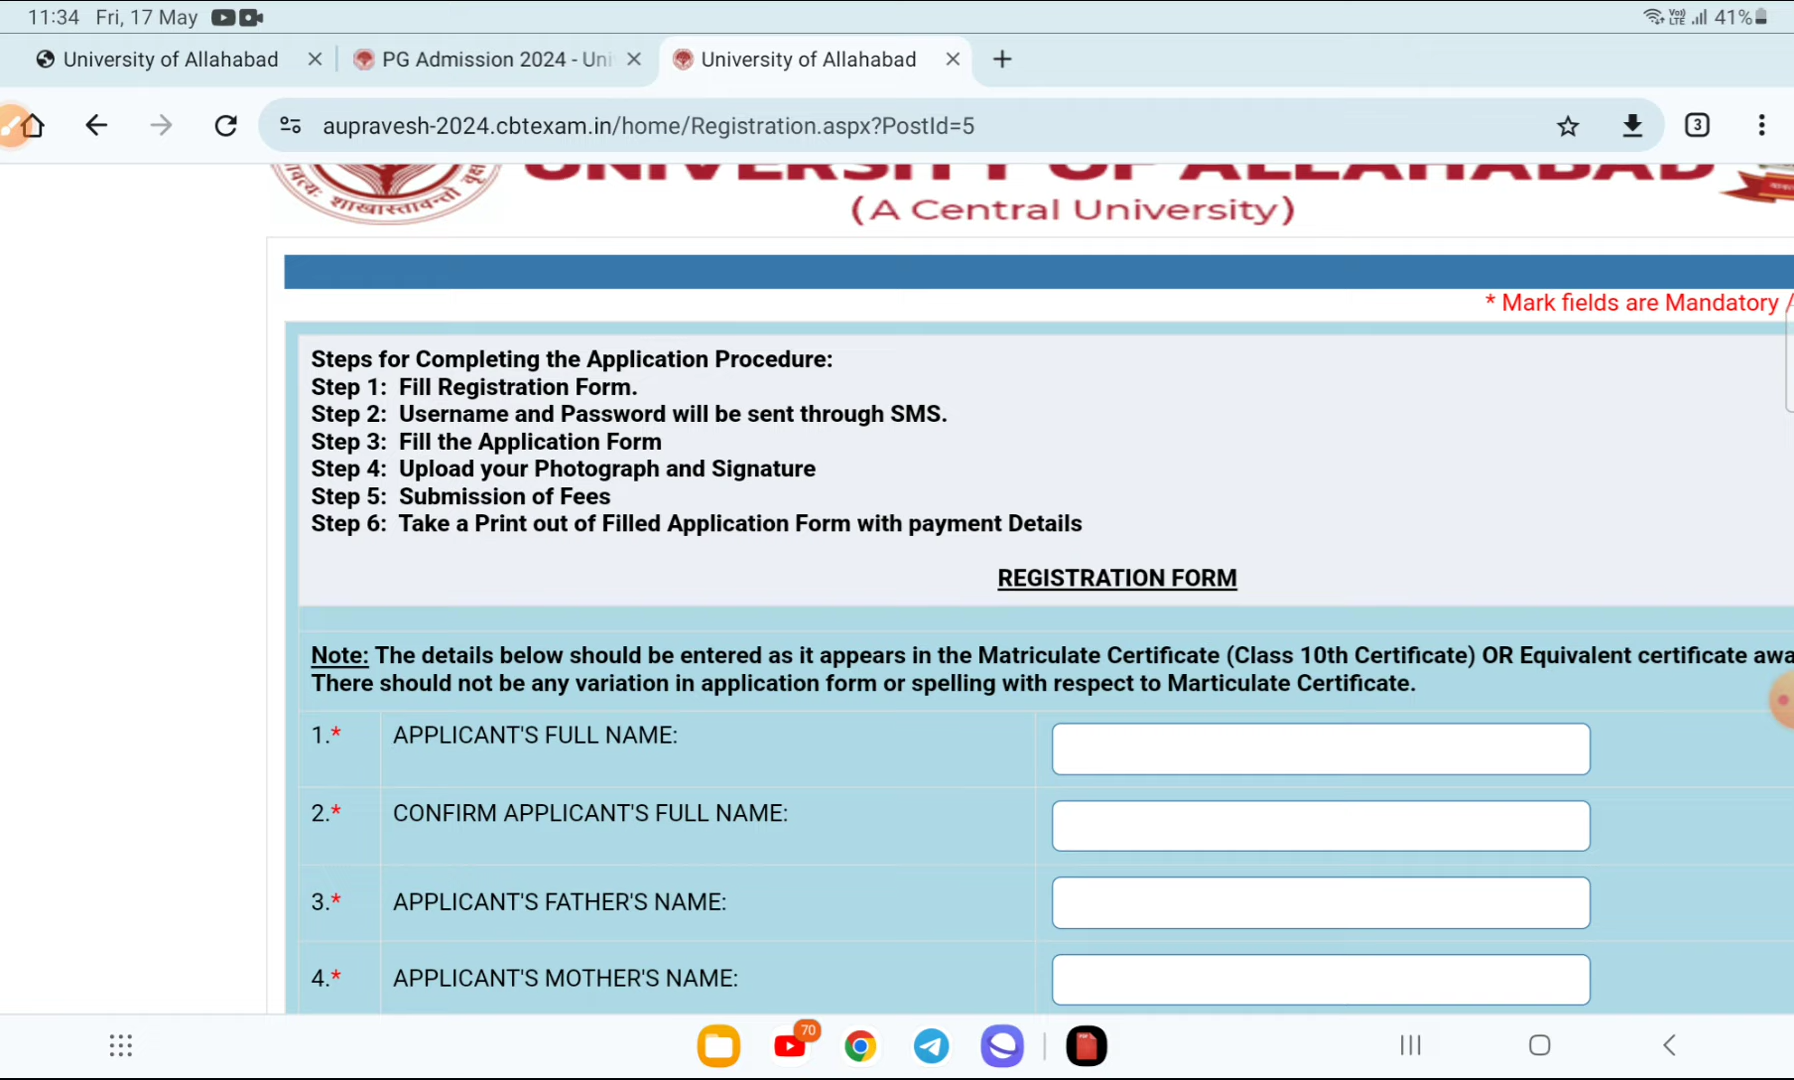 11:34 Fri, 17 May
Vo) LTE 41%
University of Allahabad
PG Admission 2024 - Uni
University of Allahabad
aupravesh-2024.cbtexam.in/home/Registration.aspx?PostId=5
3
UNIVERSITY OF ALLAHABAD
(A Central University)
* Mark fields are Mandatory /
Steps for Completing the Application Procedure:
Step 1: Fill Registration Form.
Step 2: Username and Password will be sent through SMS.
Step 3: Fill the Application Form
Step 4: Upload your Photograph and Signature
Step 5: Submission of Fees
Step 6: Take a Print out of Filled Application Form with payment Details
REGISTRATION FORM
Note: The details below should be entered as it appears in the Matriculate Certificate (Class 10th Certificate) OR Equivalent certificate awa
There should not be any variation in application form or spelling with respect to Marticulate Certificate.
1.* APPLICANT'S FULL NAME:
2.* CONFIRM APPLICANT'S FULL NAME:
3.* APPLICANT'S FATHER'S NAME:
4.* APPLICANT'S MOTHER'S NAME:
70